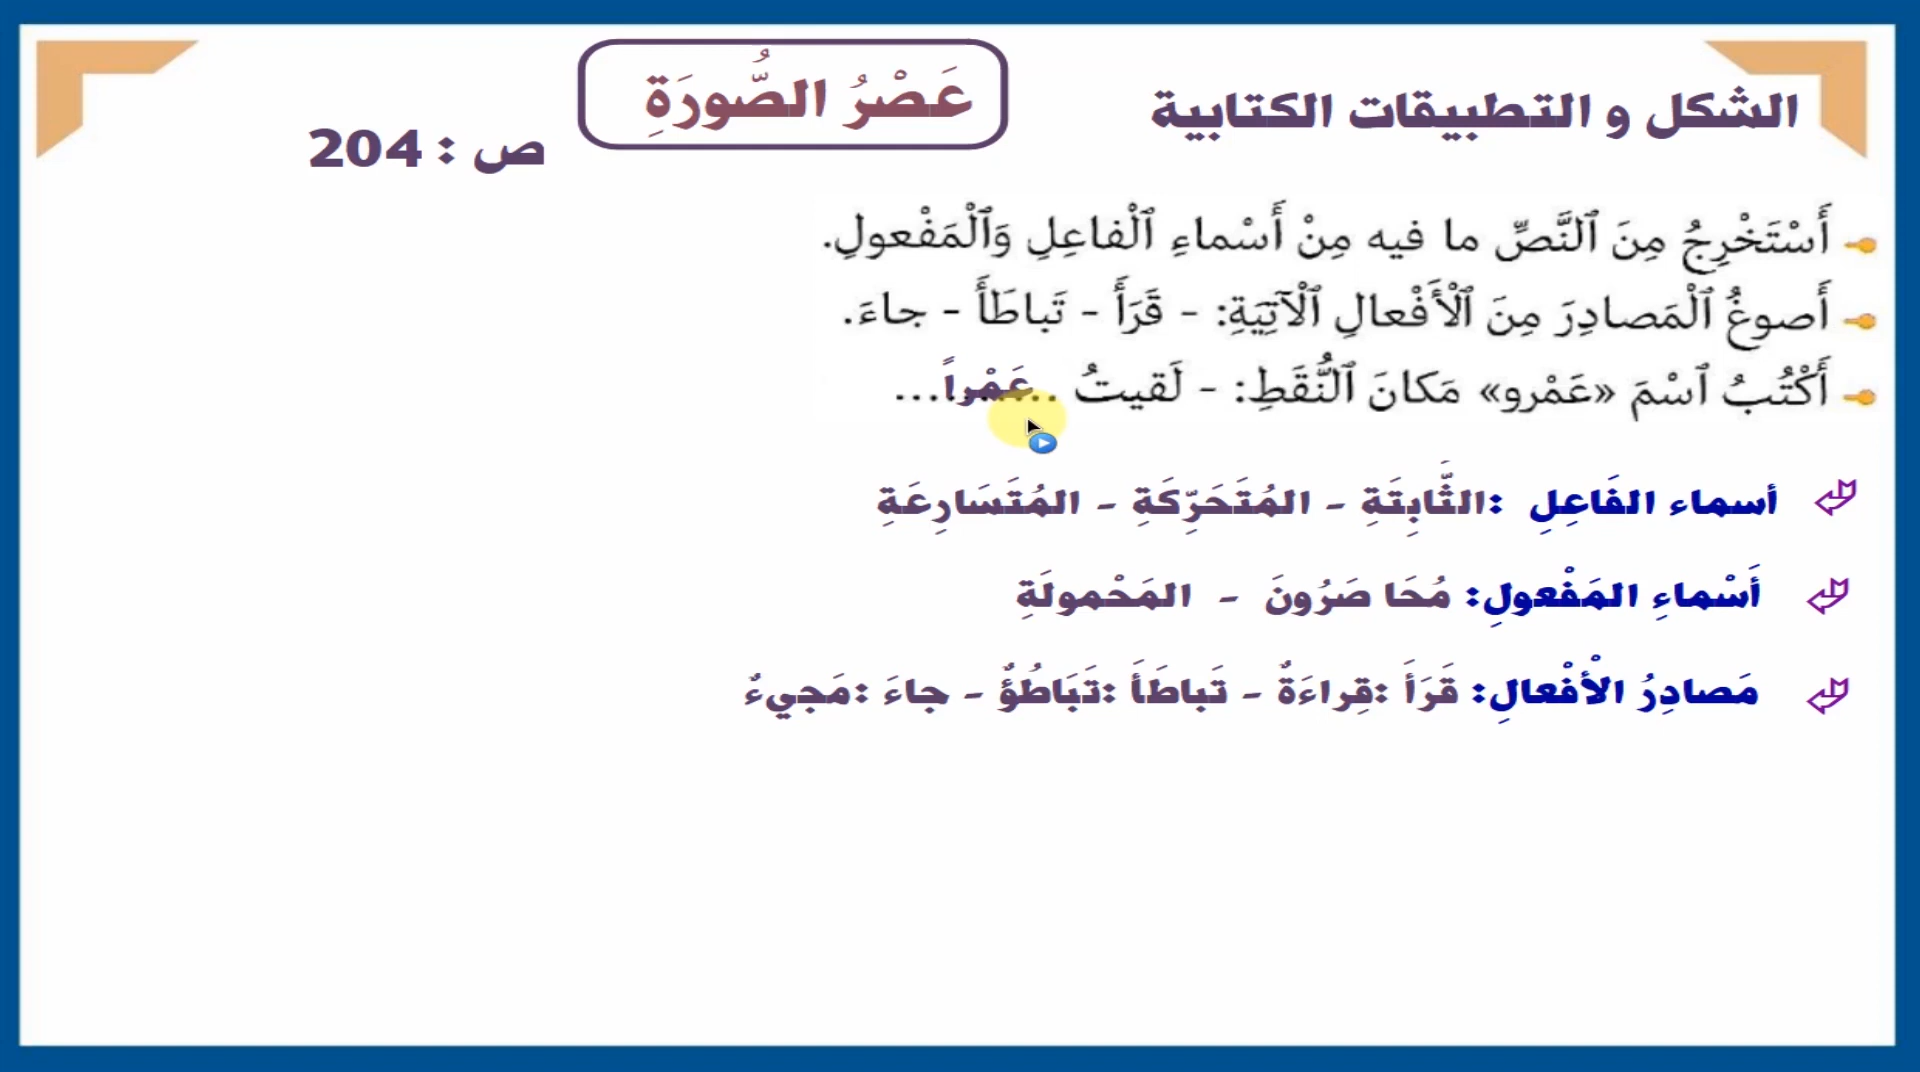 الشكل و التطبيقات الكتابية
عَصْرُ الصُّورَةِ
ص : 204
أَسْتَخْرِجُ مِنَ ٱلنَّصِّ ما فيه مِنْ أَسْماءِ ٱلْفاعِلِ وَٱلْمَفْعولِ.
أَصوغُ ٱلْمَصادِرَ مِنَ ٱلْأَفْعالِ ٱلْآتِيَةِ: - قَرَأَ - تَباطَأَ - جاءَ.
أَكْتُبُ ٱسْمَ «عَمْرو» مَكانَ ٱلنُّقَطِ: - لَقيتُ ..عَمْراً...
أسماء الفَاعِلِ :الثَّابِتَةِ - المُتَحَرِّكَةِ - المُتَسَارِعَةِ
أَسْماءِ المَفْعولِ: مُحَا صَرُونَ - المَحْمولَةِ
مَصادِرُ الْأَفْعالِ: قَرَأَ :قِراءَةٌ - تَباطَأَ :تَبَاطُؤٌ - جاءَ :مَجيءٌ